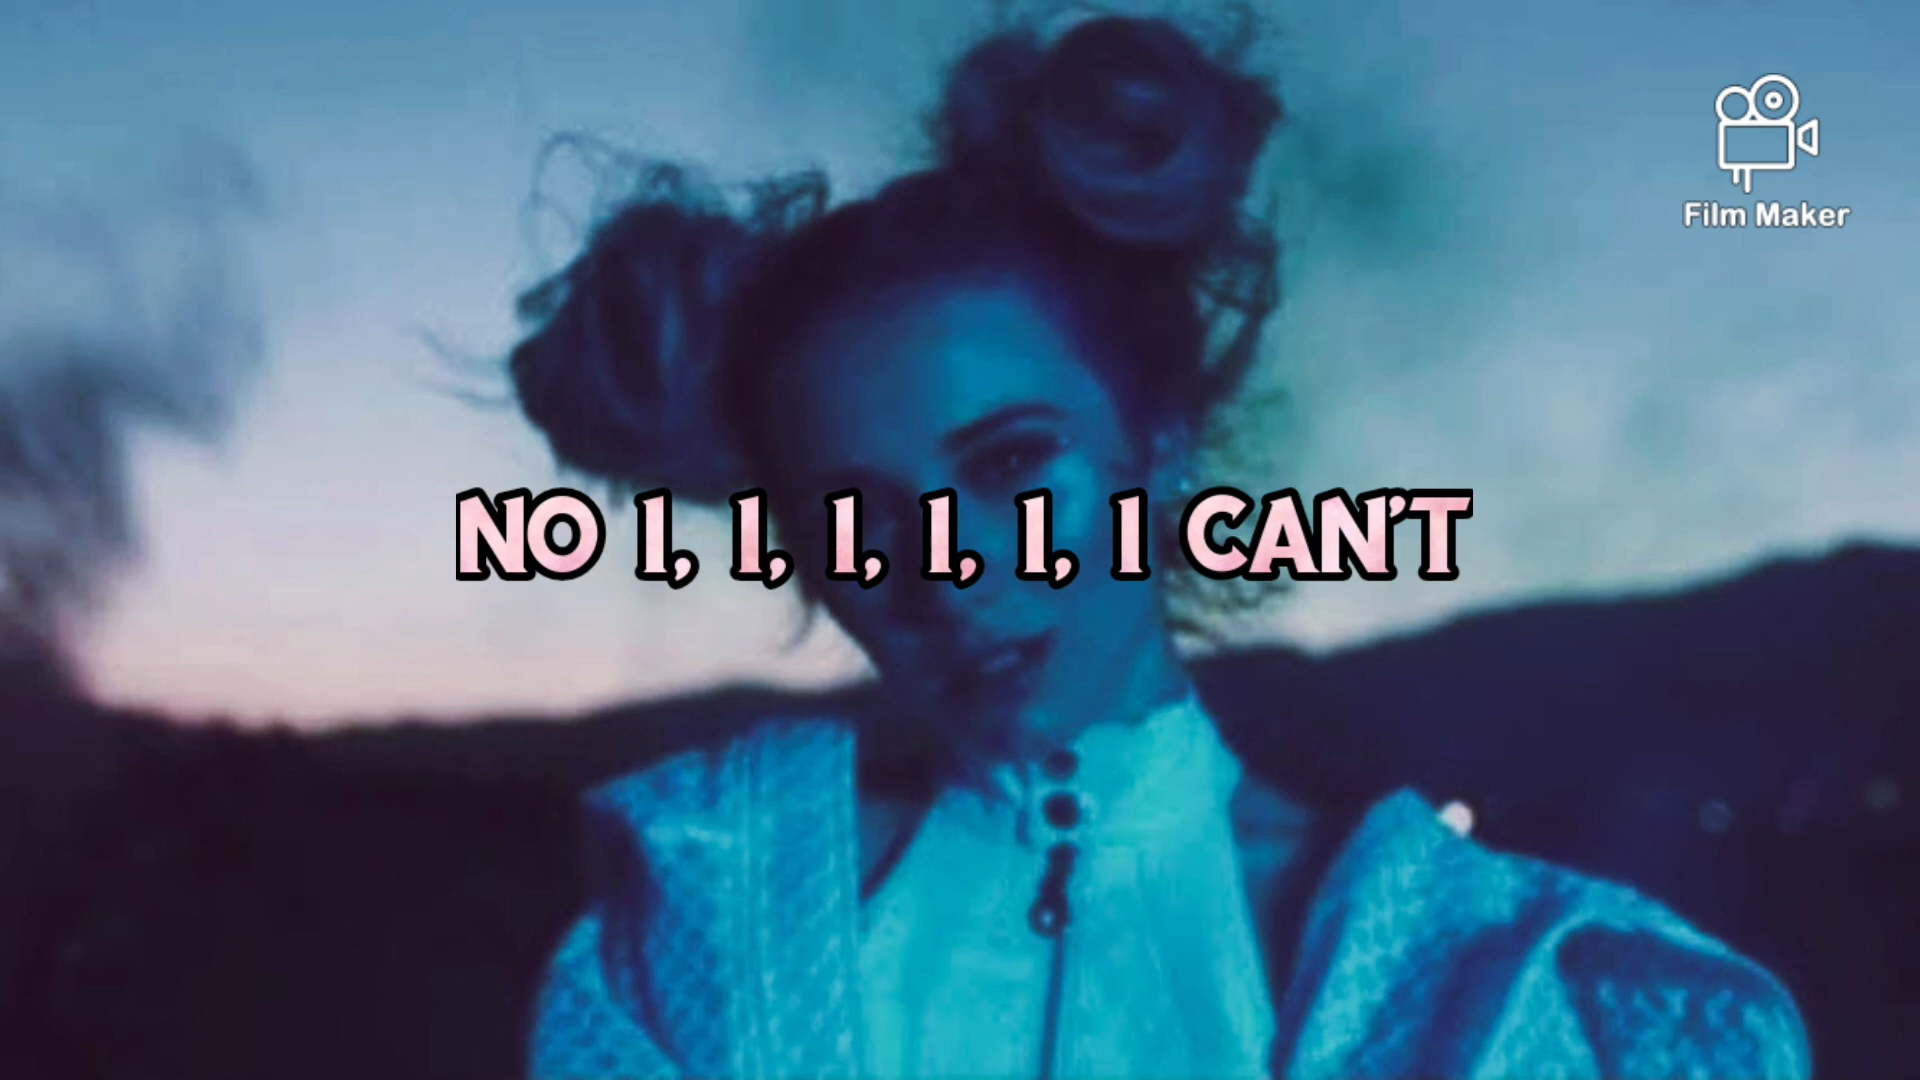 Film Maker
NO I, I, I, I, I, I CAN'T